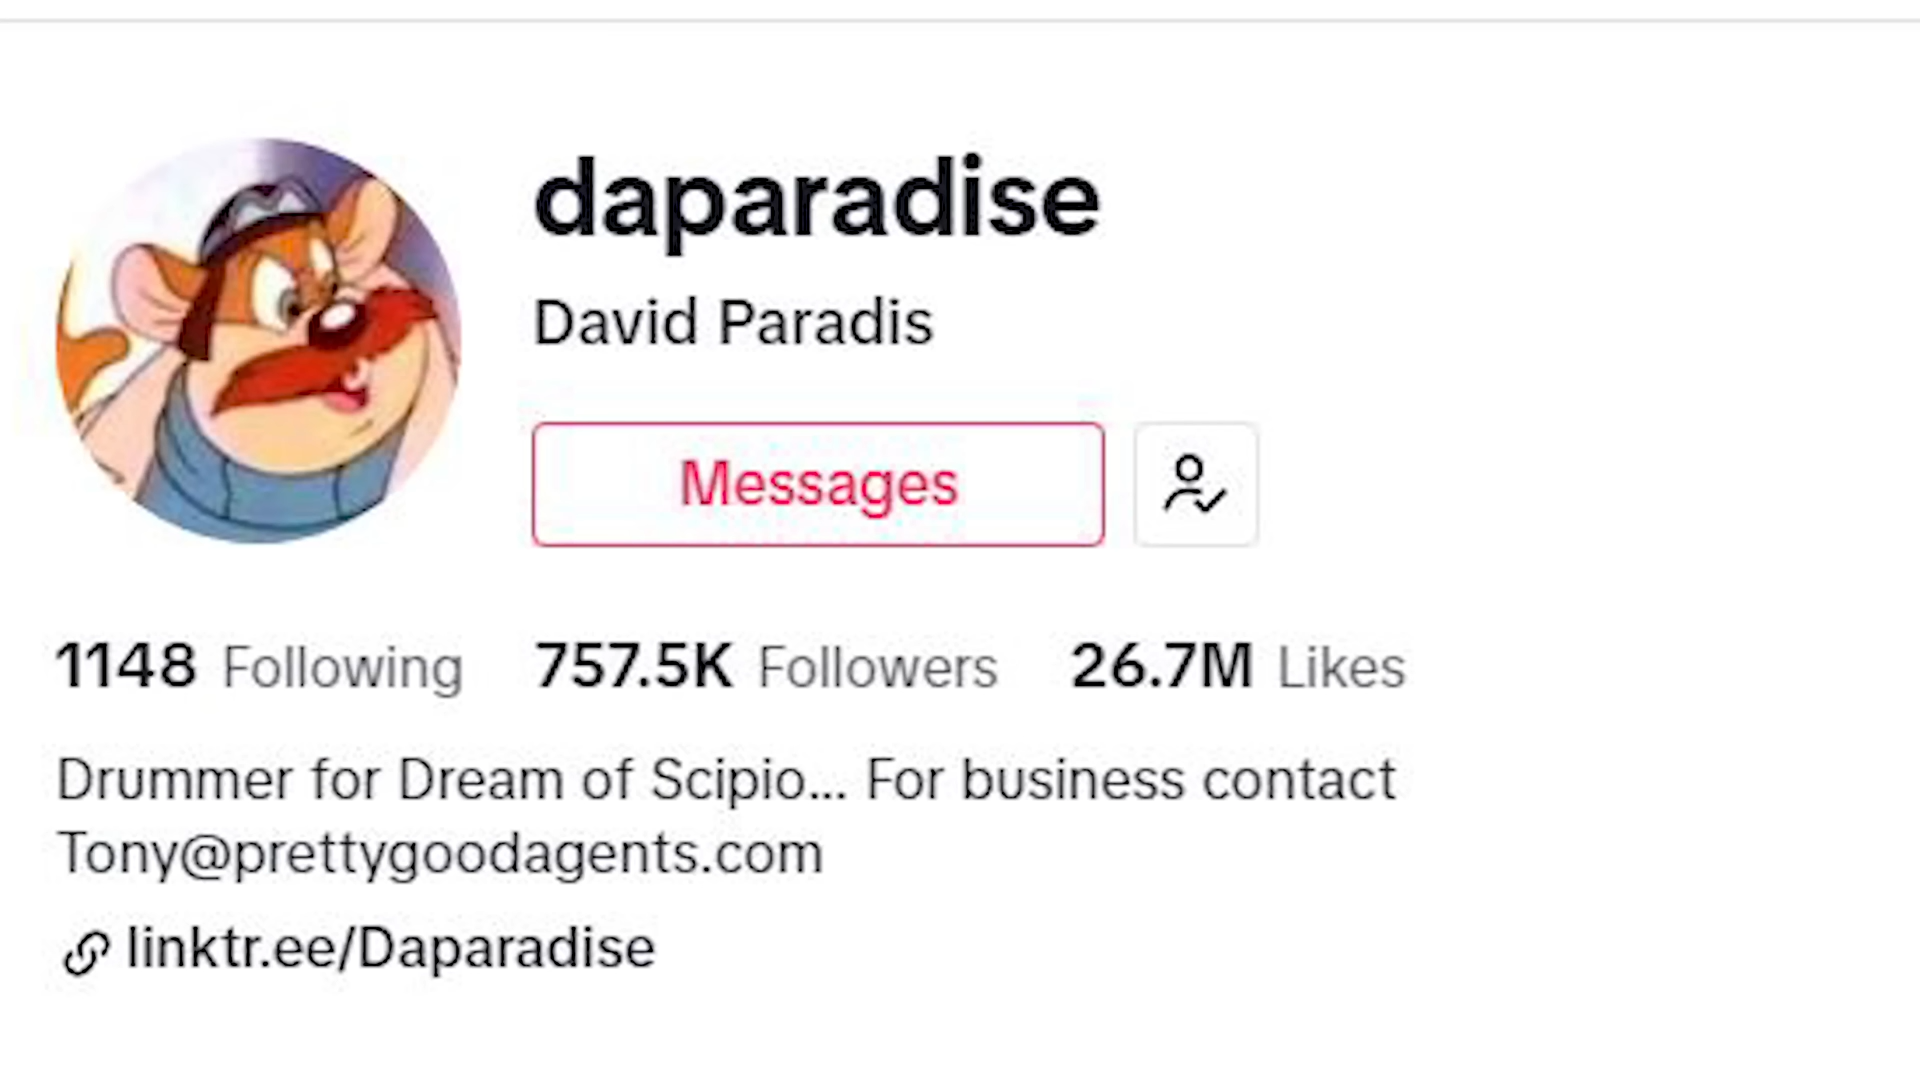 daparadise
David Paradis
Messages
1148 Following 757.5K Followers 26.7M Likes
Drummer for Dream of Scipio... For business contact
Tony@prettygoodagents.com
linktr.ee/Daparadise